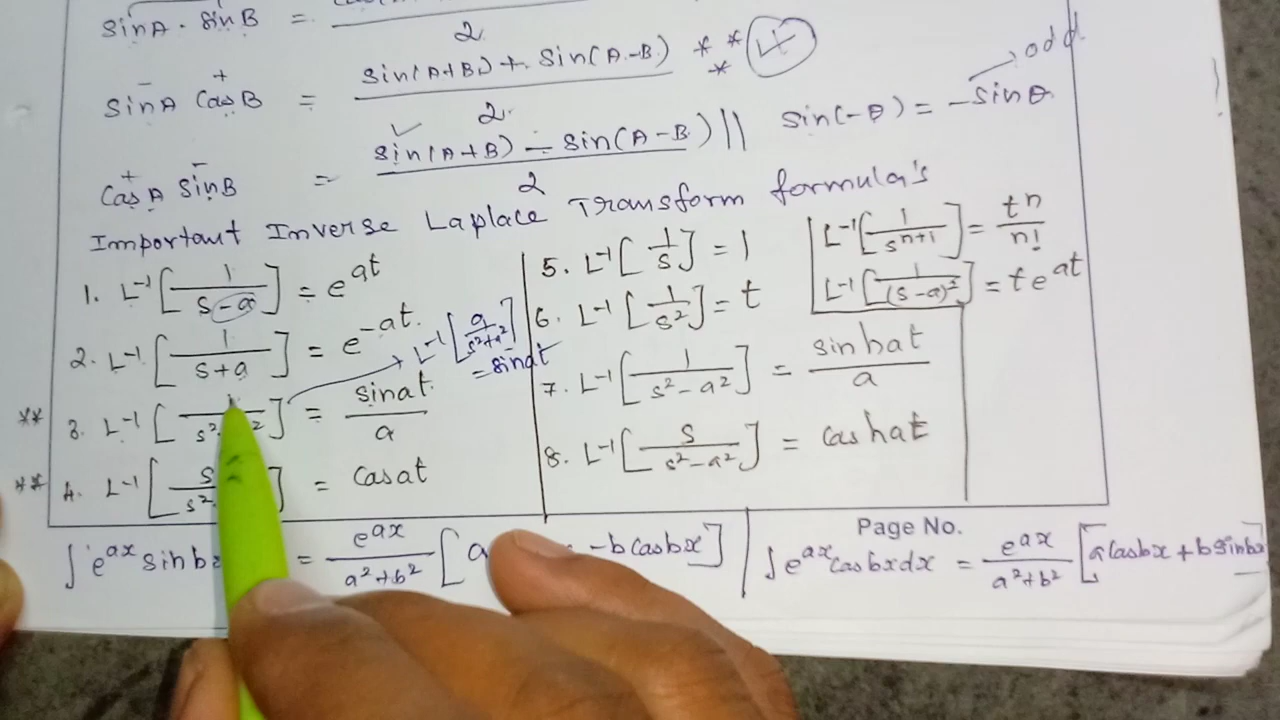 SinA · SinB =
2
SinA CosB = sin(A+B) + sin(A-B) / 2 ** *
CosA SinB = sin(A+B) - sin(A-B) / 2 || sin(-θ) = -sinθ → odd
Important Inverse Laplace Transform formula's
1. L⁻¹[1/(s-a)] = e^at
2. L⁻¹[1/(s+a)] = e^-at
→ L⁻¹[a/(s²+a²)] = sinat
** 3. L⁻¹[1/s²] = sinat/a
** 4. L⁻¹[s/s²] = Cosat
5. L⁻¹[1/s] = 1
6. L⁻¹[1/s²] = t
7. L⁻¹[1/(s²-a²)] = sinhat/a
8. L⁻¹[s/(s²-a²)] = Coshat
L⁻¹[1/s^(n+1)] = t^n/n!
L⁻¹[1/(s-a)²] = te^at
Page No.
∫e^ax sinbx = e^ax/(a²+b²) [a - bCosbx]
∫e^ax Cosbxdx = e^ax/(a²+b²) [aCosbx + bSinbx]